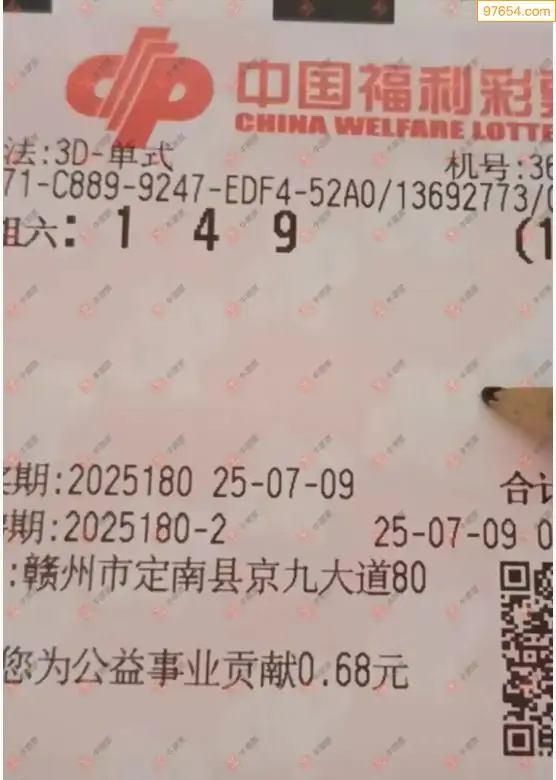 97654.com
中国福利彩
CHINA WELFARE LOTTE
法:3D-单式
机号:36
71-C889-9247-EDF4-52A0/13692773/0
组六: 1 4 9 (1
奖期:2025180 25-07-09 合计
期:2025180-2 25-07-09 0
:赣州市定南县京九大道80
您为公益事业贡献0.68元